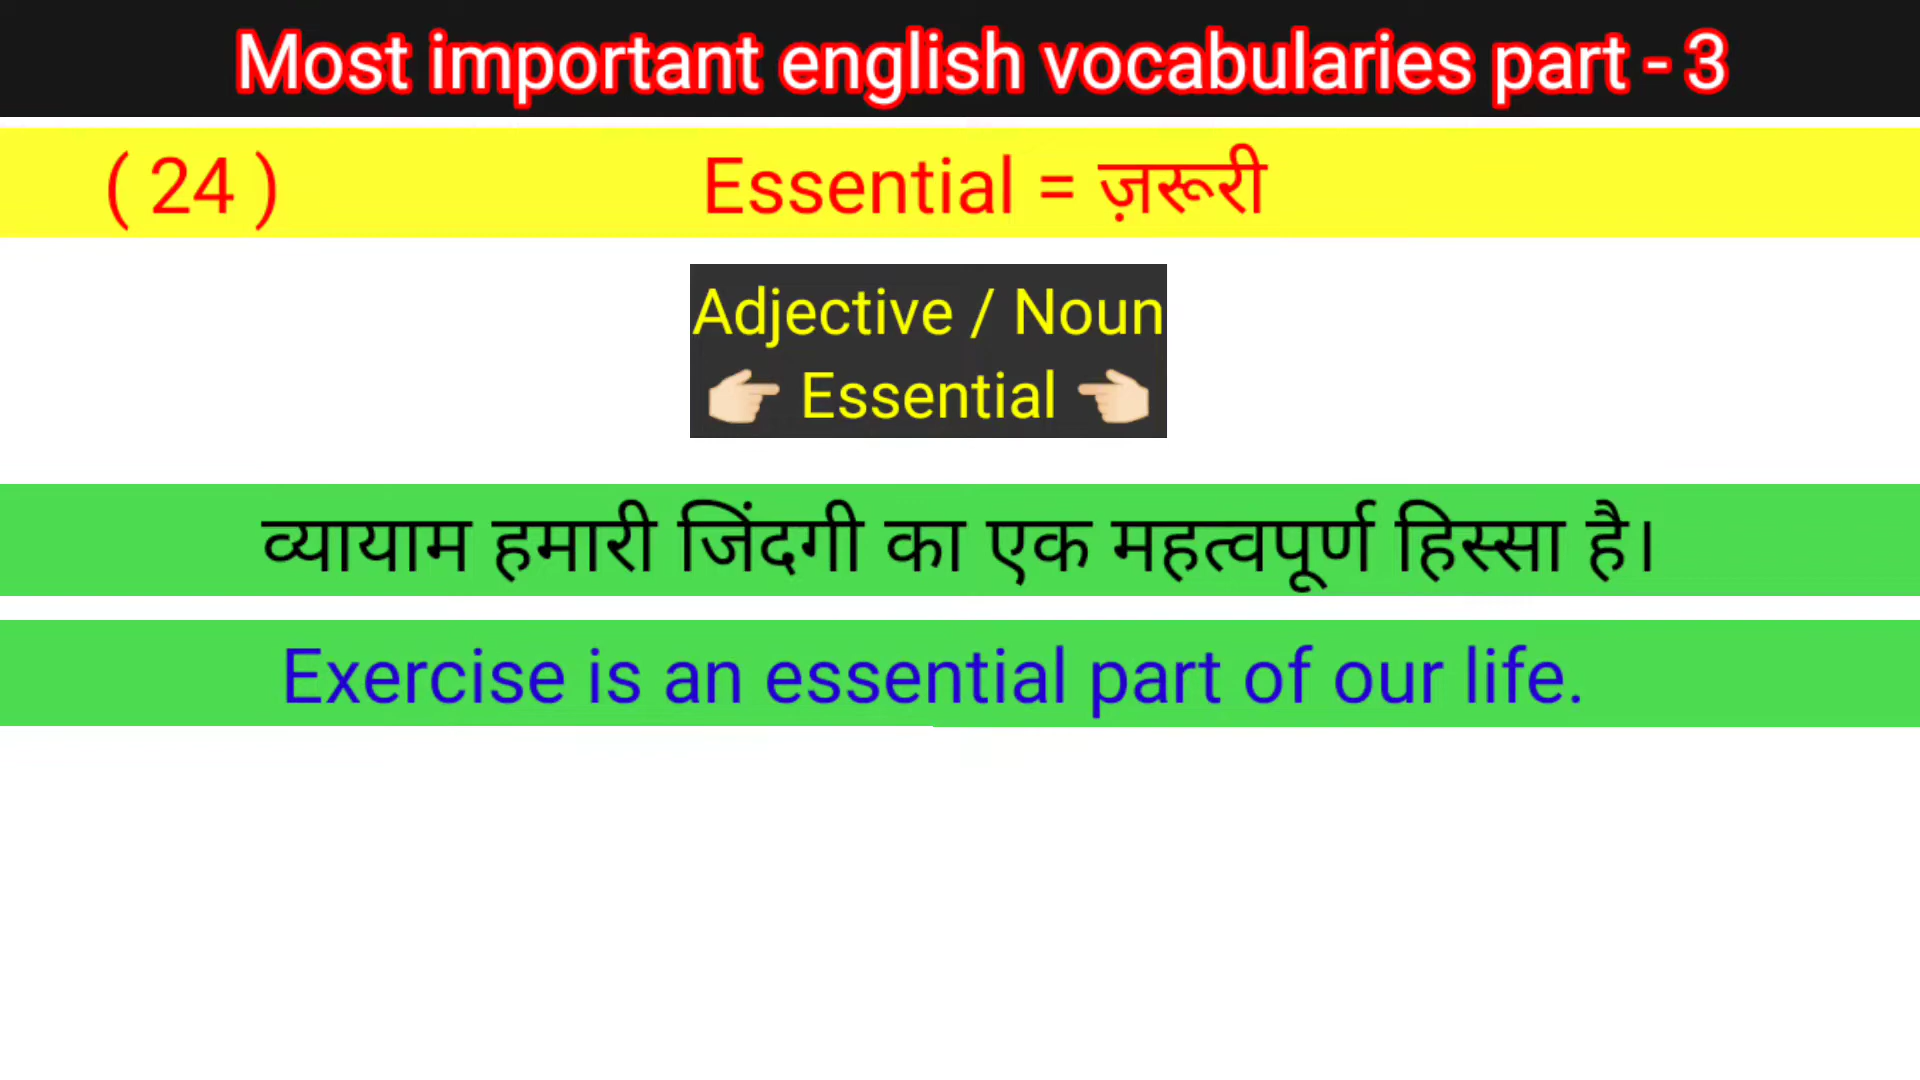 Most important english vocabularies part - 3
( 24 ) Essential = ज़रूरी
Adjective / Noun
👉🏻 Essential 👈🏻
व्यायाम हमारी जिंदगी का एक महत्वपूर्ण हिस्सा है।
Exercise is an essential part of our life.